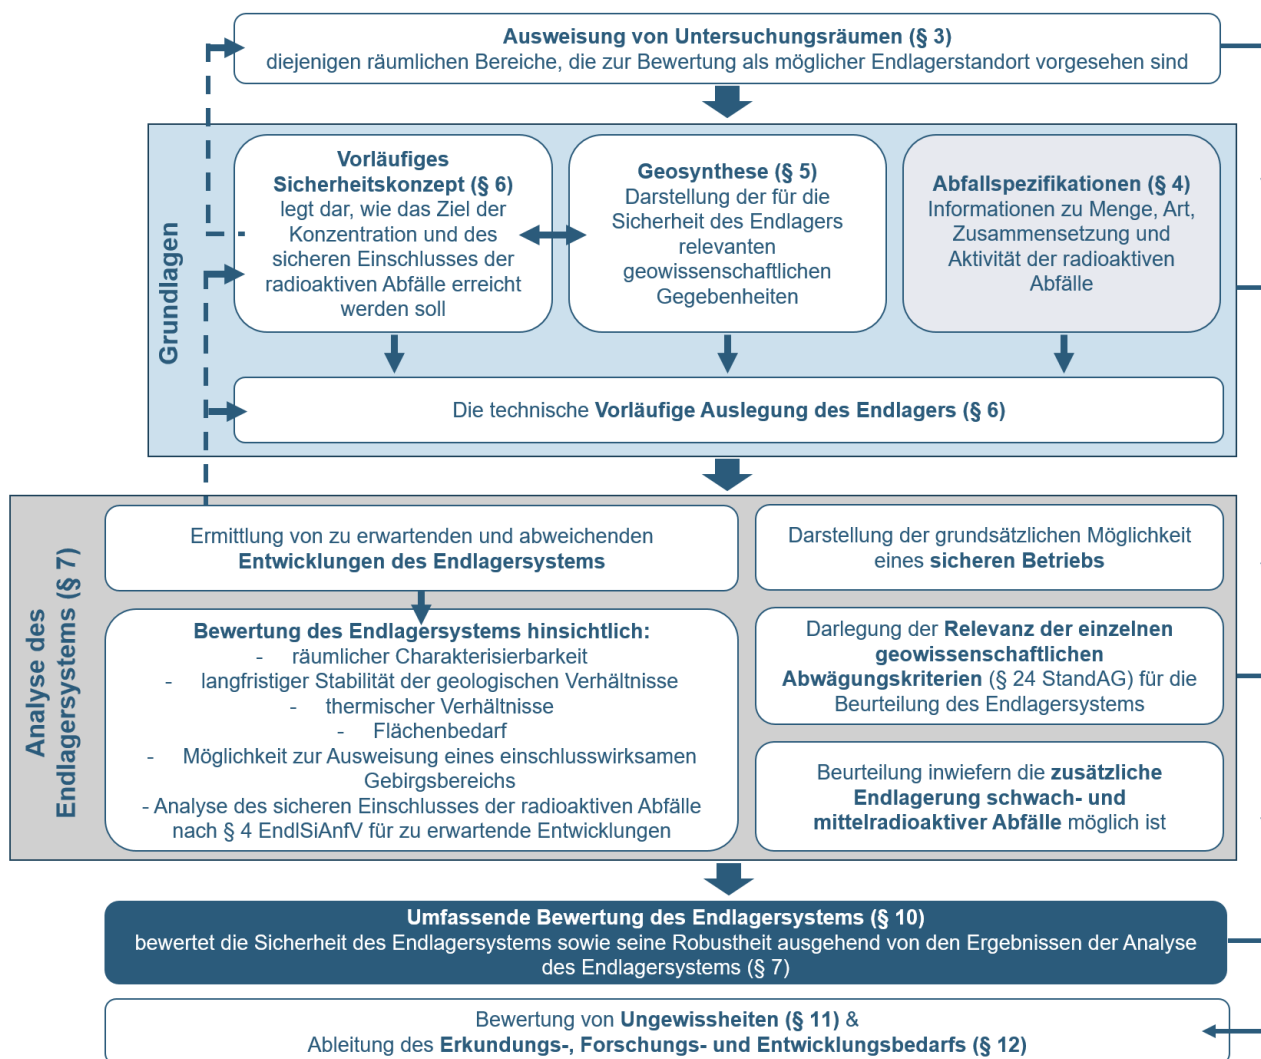 Ausweisung von Untersuchungsräumen (§ 3)
diejenigen räumlichen Bereiche, die zur Bewertung als möglicher Endlagerstandort vorgesehen sind
Grundlagen
Vorläufiges
Sicherheitskonzept (§ 6)
legt dar, wie das Ziel der
Konzentration und des
sicheren Einschlusses der
radioaktiven Abfälle erreicht
werden soll
Geosynthese (§ 5)
Darstellung der für die
Sicherheit des Endlagers
relevanten
geowissenschaftlichen
Gegebenheiten
Abfallspezifikationen (§ 4)
Informationen zu Menge, Art,
Zusammensetzung und
Aktivität der radioaktiven
Abfälle
Die technische Vorläufige Auslegung des Endlagers (§ 6)
Analyse des
Endlagersystems (§ 7)
Ermittlung von zu erwartenden und abweichenden
Entwicklungen des Endlagersystems
Bewertung des Endlagersystems hinsichtlich:
- räumlicher Charakterisierbarkeit
- langfristiger Stabilität der geologischen Verhältnisse
- thermischer Verhältnisse
- Flächenbedarf
- Möglichkeit zur Ausweisung eines einschlusswirksamen
Gebirgsbereichs
- Analyse des sicheren Einschlusses der radioaktiven Abfälle
nach § 4 EndlSiAnfV für zu erwartende Entwicklungen
Darstellung der grundsätzlichen Möglichkeit
eines sicheren Betriebs
Darlegung der Relevanz der einzelnen
geowissenschaftlichen
Abwägungskriterien (§ 24 StandAG) für die
Beurteilung des Endlagersystems
Beurteilung inwiefern die zusätzliche
Endlagerung schwach- und
mittelradioaktiver Abfälle möglich ist
Umfassende Bewertung des Endlagersystems (§ 10)
bewertet die Sicherheit des Endlagersystems sowie seine Robustheit ausgehend von den Ergebnissen der Analyse
des Endlagersystems (§ 7)
Bewertung von Ungewissheiten (§ 11) &
Ableitung des Erkundungs-, Forschungs- und Entwicklungsbedarfs (§ 12)